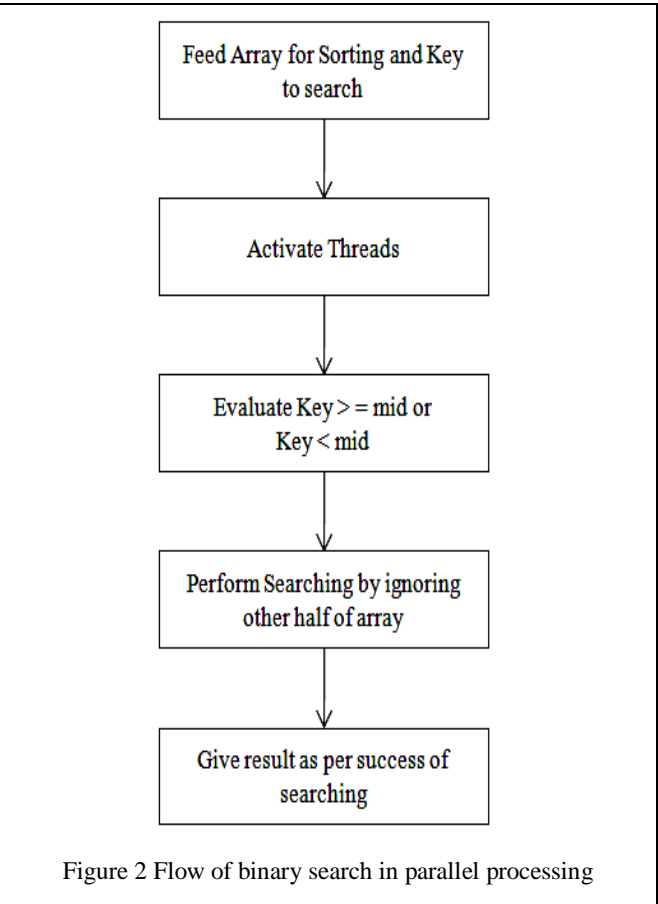 Feed Array for Sorting and Key
to search
Activate Threads
Evaluate Key > = mid or
Key < mid
Perform Searching by ignoring
other half of array
Give result as per success of
searching
Figure 2 Flow of binary search in parallel processing